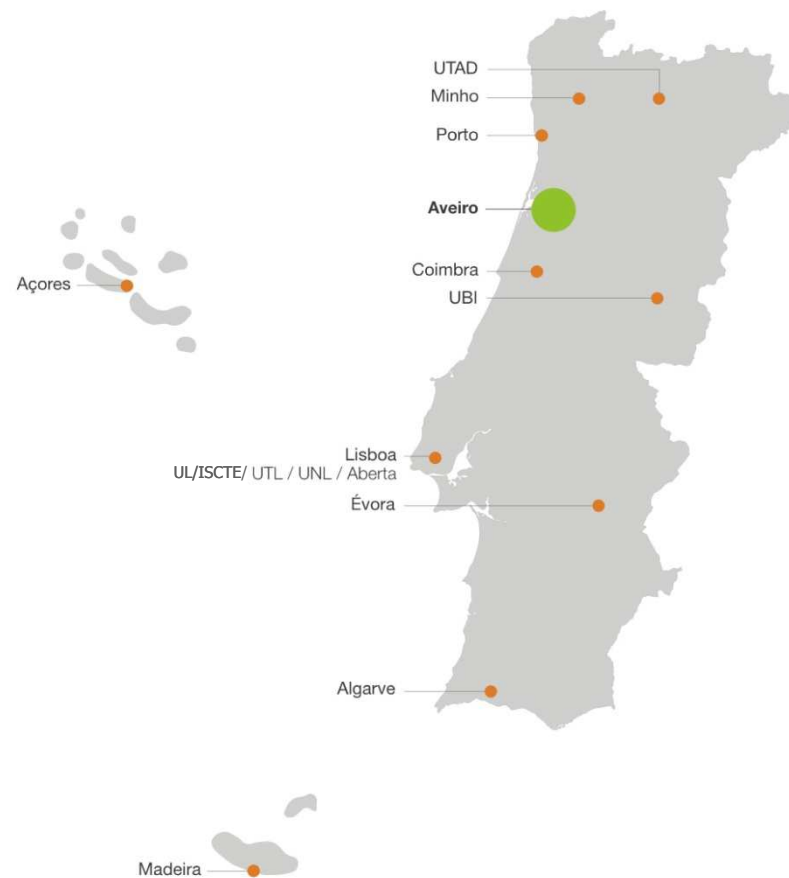 UTAD
Minho
Porto
Aveiro
Coimbra
Açores
UBI
Lisboa
UL/ISCTE/ UTL / UNL / Aberta
Évora
Algarve
Madeira